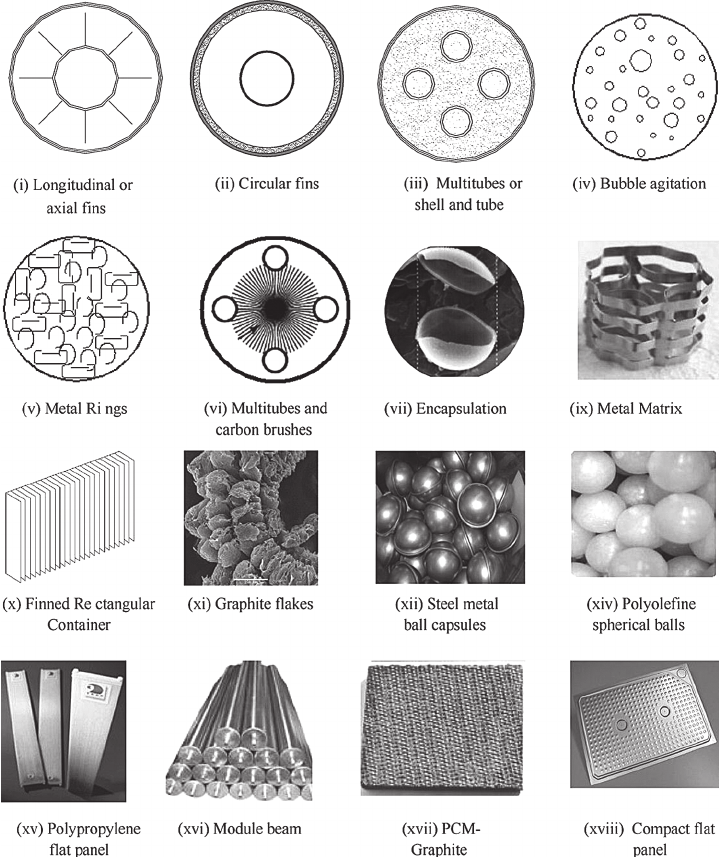 (i) Longitudinal or
axial fins
(ii) Circular fins
(iii) Multitubes or
shell and tube
(iv) Bubble agitation
(v) Metal Ri ngs
(vi) Multitubes and
carbon brushes
(vii) Encapsulation
(ix) Metal Matrix
(x) Finned Re ctangular
Container
(xi) Graphite flakes
(xii) Steel metal
ball capsules
(xiv) Polyolefine
spherical balls
(xv) Polypropylene
flat panel
(xvi) Module beam
(xvii) PCM-
Graphite
(xviii) Compact flat
panel